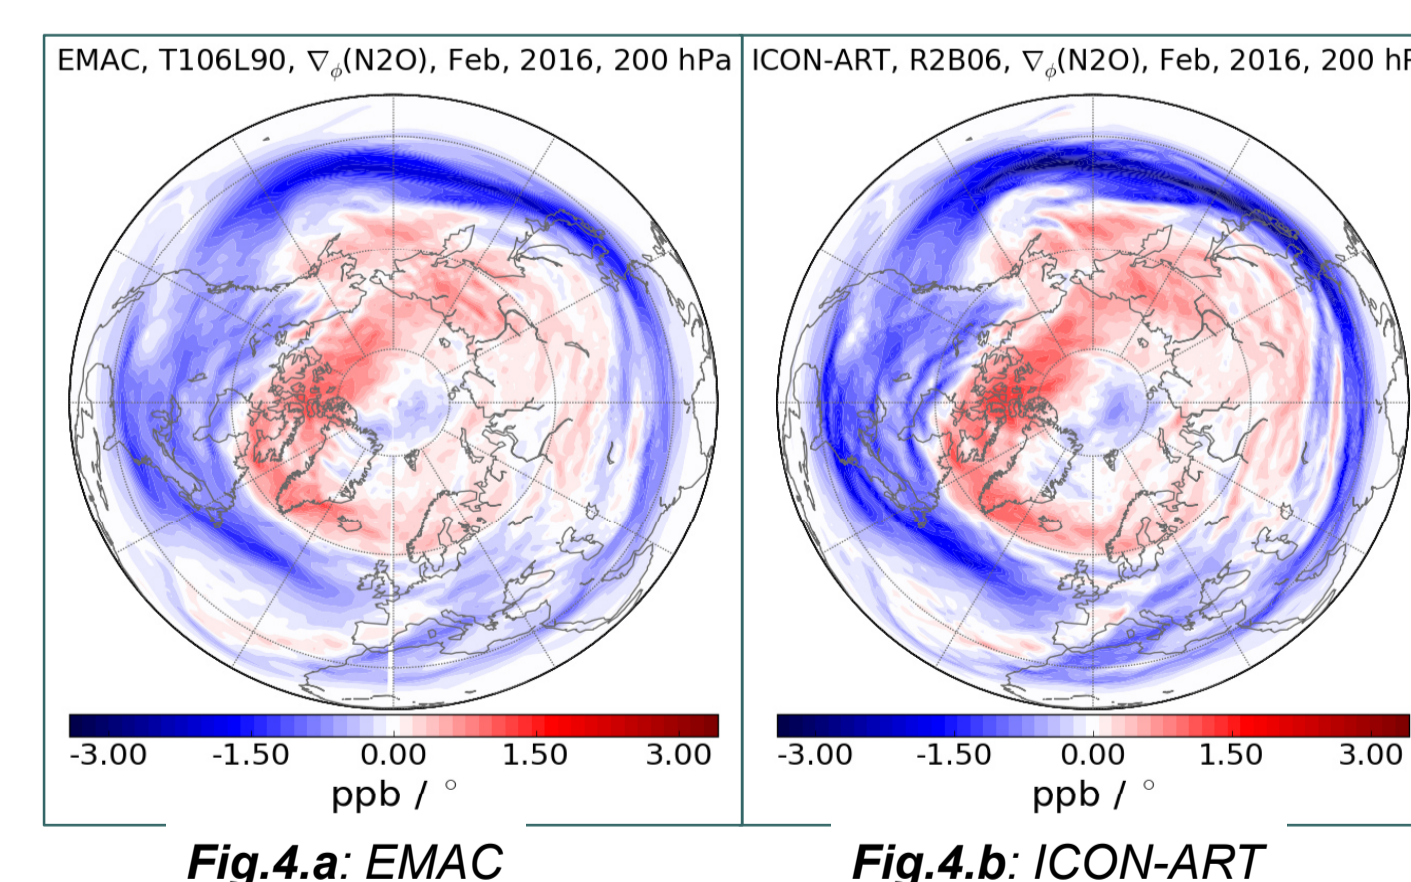 EMAC, T106L90, ∇ϕ(N2O), Feb, 2016, 200 hPa
ICON-ART, R2B06, ∇ϕ(N2O), Feb, 2016, 200
-3.00 -1.50 0.00 1.50 3.00
ppb / °
-3.00 -1.50 0.00 1.50 3.00
ppb / °
Fig.4.a: EMAC
Fig.4.b: ICON-ART